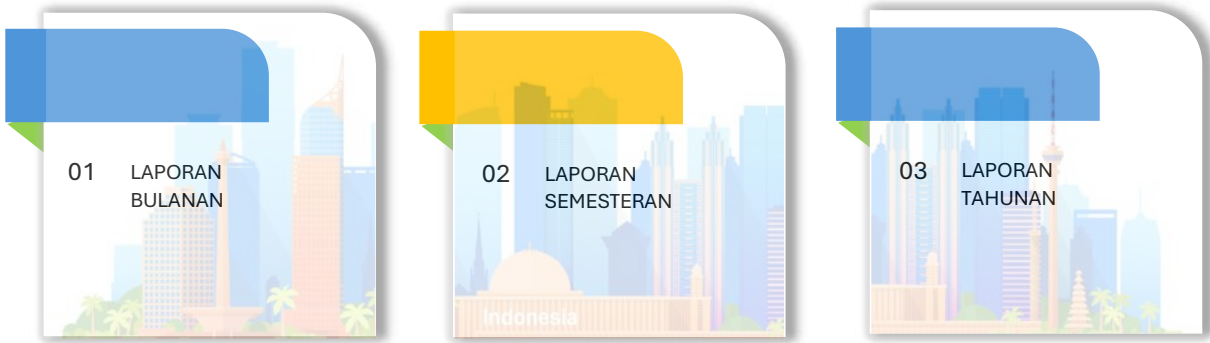 01
LAPORAN
BULANAN
02
LAPORAN
SEMESTERAN
Indonesia
03
LAPORAN
TAHUNAN